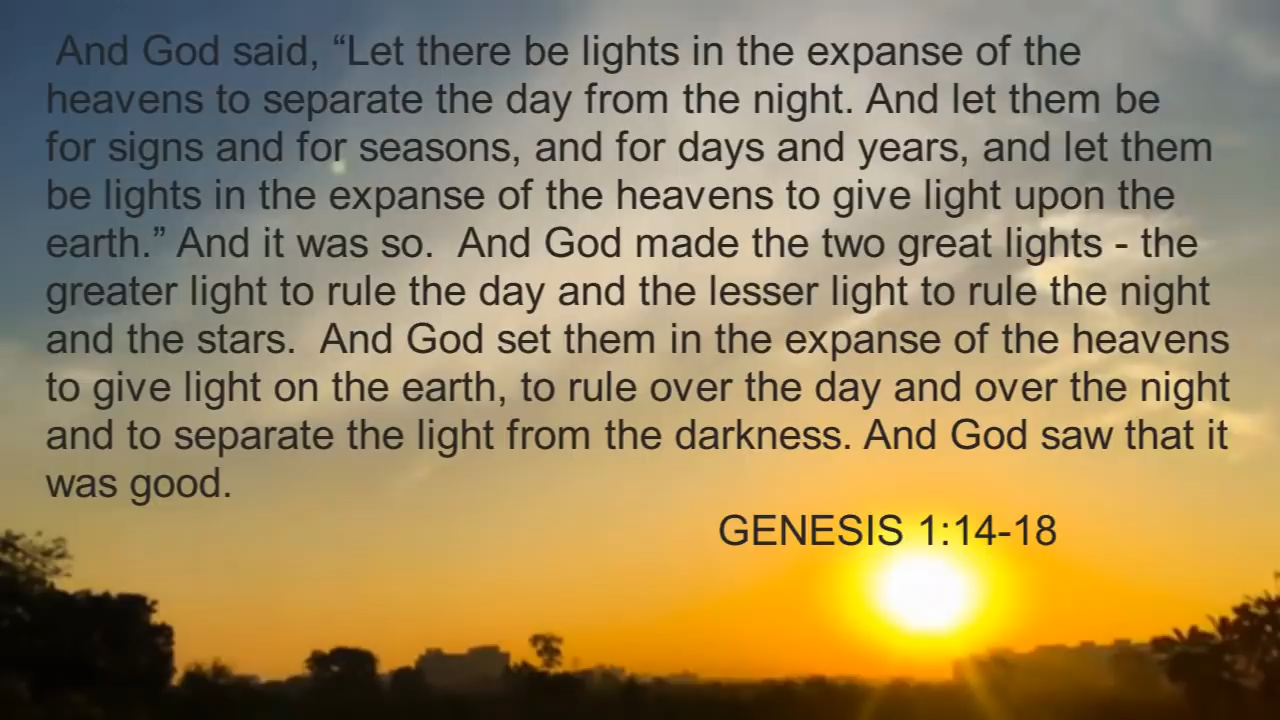 And God said, “Let there be lights in the expanse of the
heavens to separate the day from the night. And let them be
for signs and for seasons, and for days and years, and let them
be lights in the expanse of the heavens to give light upon the
earth.” And it was so.  And God made the two great lights - the
greater light to rule the day and the lesser light to rule the night
and the stars.  And God set them in the expanse of the heavens
to give light on the earth, to rule over the day and over the night
and to separate the light from the darkness. And God saw that it
was good.
GENESIS 1:14-18